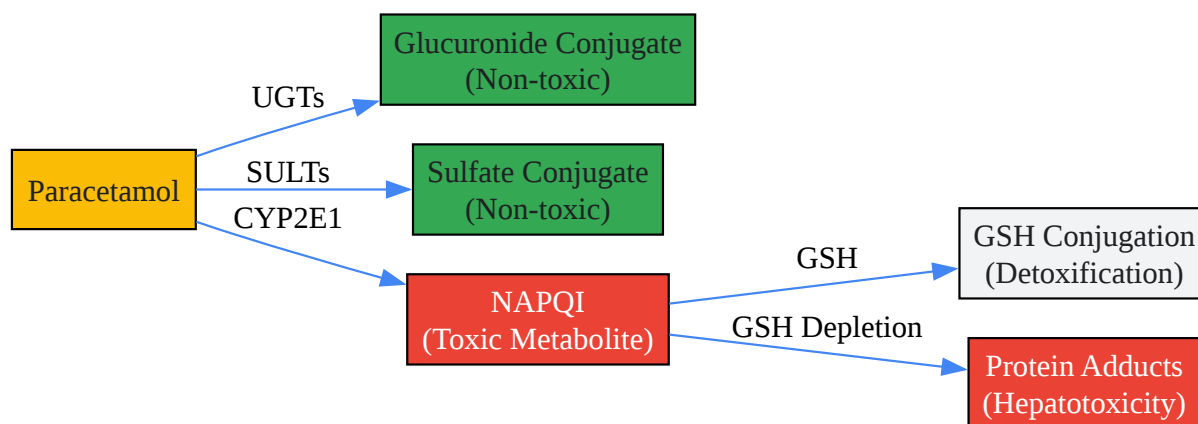 Glucuronide Conjugate
(Non-toxic)
UGTs
Paracetamol
SULTs
Sulfate Conjugate
(Non-toxic)
CYP2E1
NAPQI
(Toxic Metabolite)
GSH
GSH Conjugation
(Detoxification)
GSH Depletion
Protein Adducts
(Hepatotoxicity)